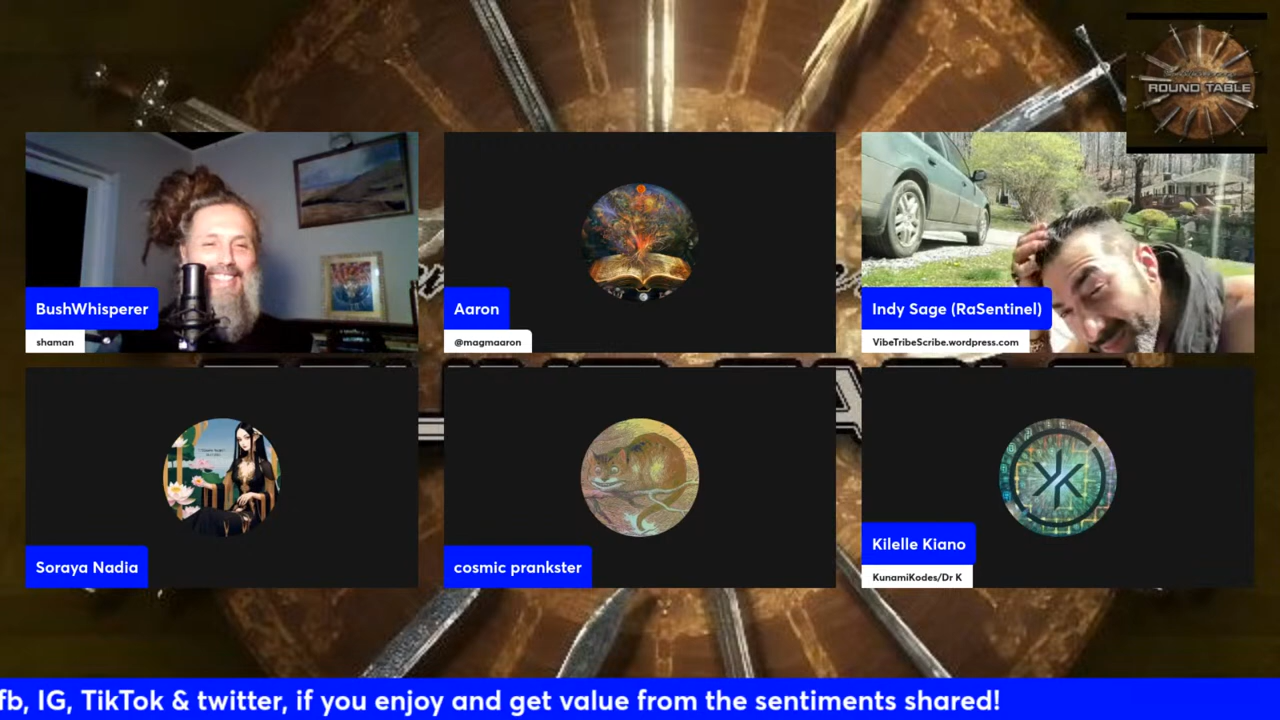 ROUND TABLE
BushWhisperer
shaman
Aaron
@magmaaron
Indy Sage (RaSentinel)
VibeTribeScribe.wordpress.com
Soraya Nadia
cosmic prankster
Kilelle Kiano
KunamiKodes/Dr K
fb, IG, TikTok & twitter, if you enjoy and get value from the sentiments shared!